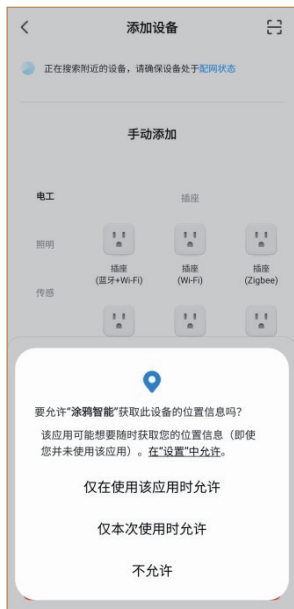 添加设备
正在搜索附近的设备，请确保设备处于配网状态
手动添加
电工
插座
照明
插座
(蓝牙+Wi-Fi)
插座
(Wi-Fi)
插座
(Zigbee)
传感
要允许“涂鸦智能”获取此设备的位置信息吗？
该应用可能想要随时获取您的位置信息（即使
您并未使用该应用）。在“设置”中允许。
仅在使用该应用时允许
仅本次使用时允许
不允许